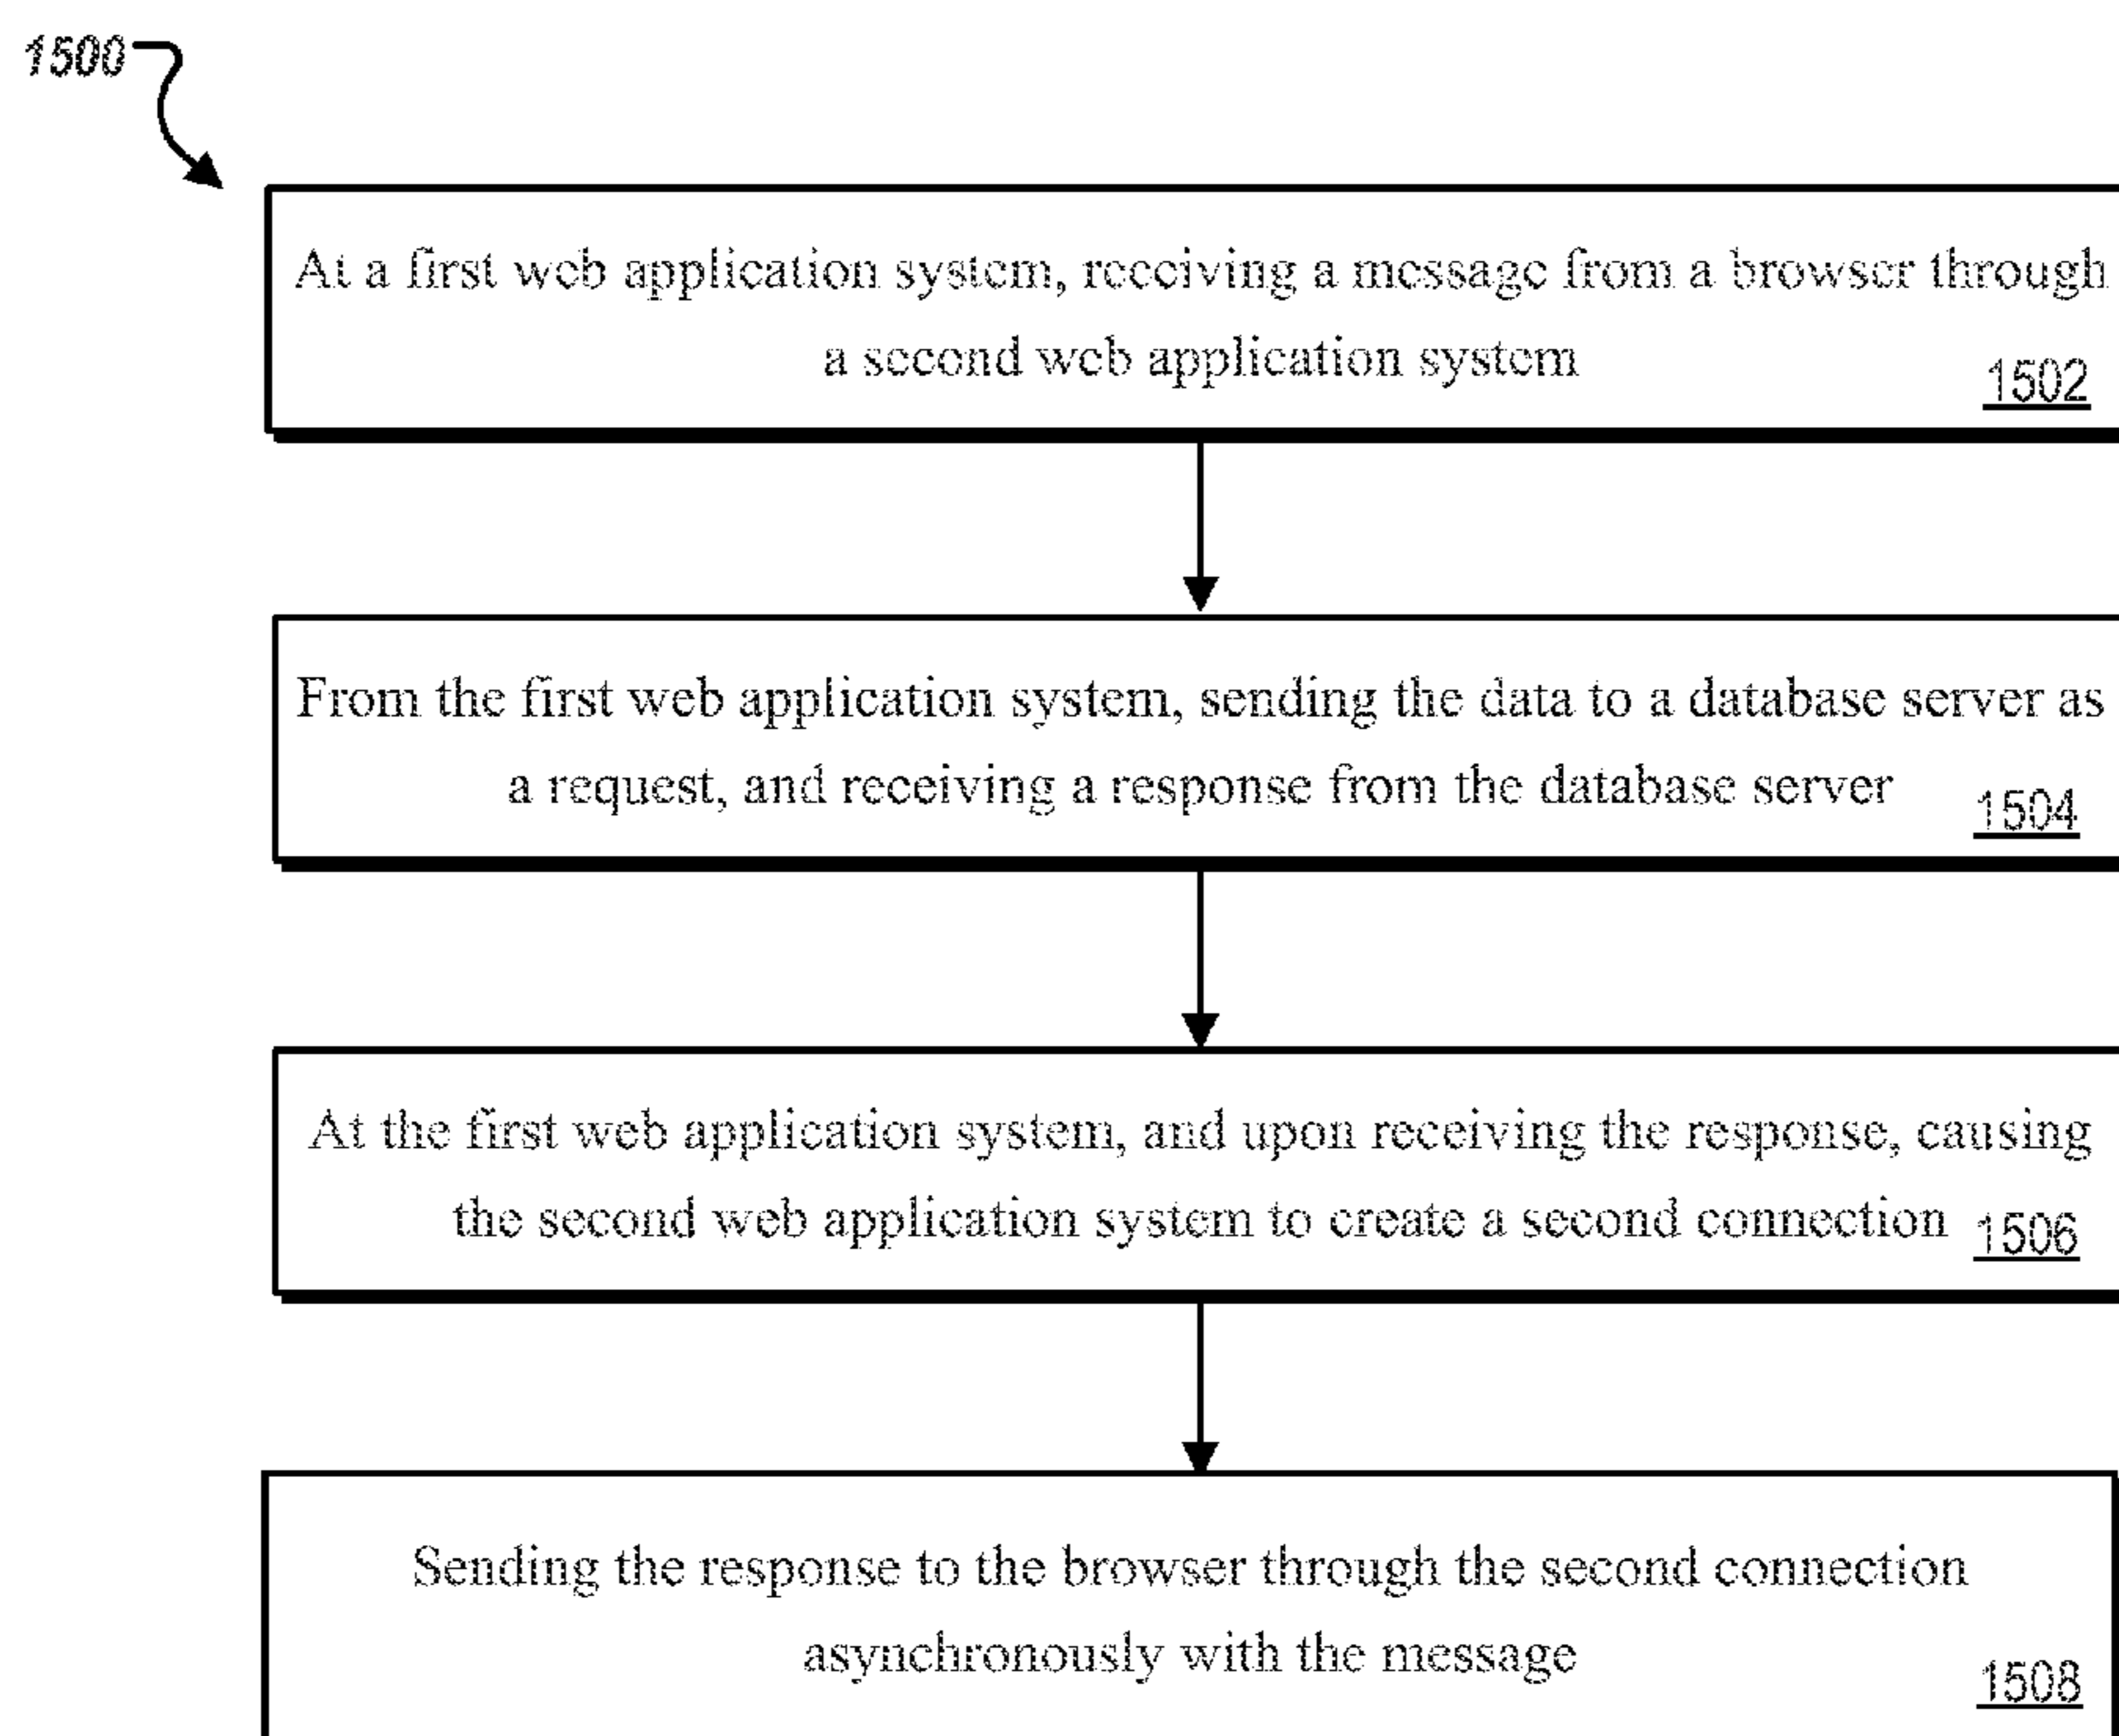 1500
At a first web application system, receiving a message from a browser through
a second web application system
1502
From the first web application system, sending the data to a database server as
a request, and receiving a response from the database server
1504
At the first web application system, and upon receiving the response, causing
the second web application system to create a second connection
1506
Sending the response to the browser through the second connection
asynchronously with the message
1508